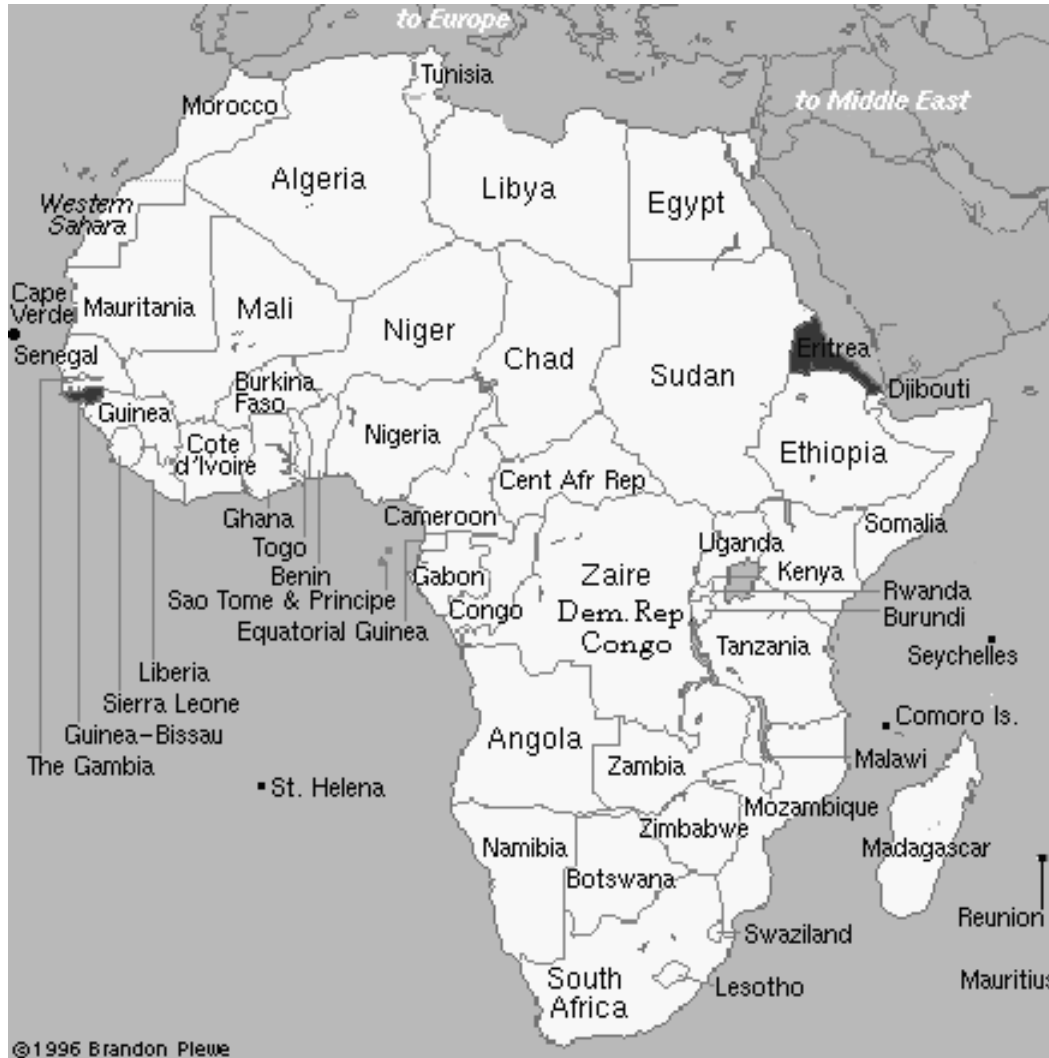 to Europe
Tunisia
Morocco
to Middle East
Algeria
Libya
Egypt
Western
Sahara
Cape
Verde
Mauritania
Mali
Niger
Chad
Sudan
Eritrea
Senegal
Djibouti
Burkina
Faso
Guinea
Nigeria
Cote
d'Ivoire
Ethiopia
Cent Afr Rep
Ghana
Cameroon
Somalia
Togo
Uganda
Benin
Gabon
Zaire
Kenya
Rwanda
Sao Tome & Principe
Congo
Dem. Rep
Congo
Burundi
Equatorial Guinea
Tanzania
Seychelles
Liberia
Sierra Leone
Comoro Is.
Guinea-Bissau
Angola
The Gambia
Zambia
Malawi
St. Helena
Mozambique
Zimbabwe
Namibia
Madagascar
Botswana
Reunion
Swaziland
South
Africa
Lesotho
Mauritius
©1996 Brandon Plewe